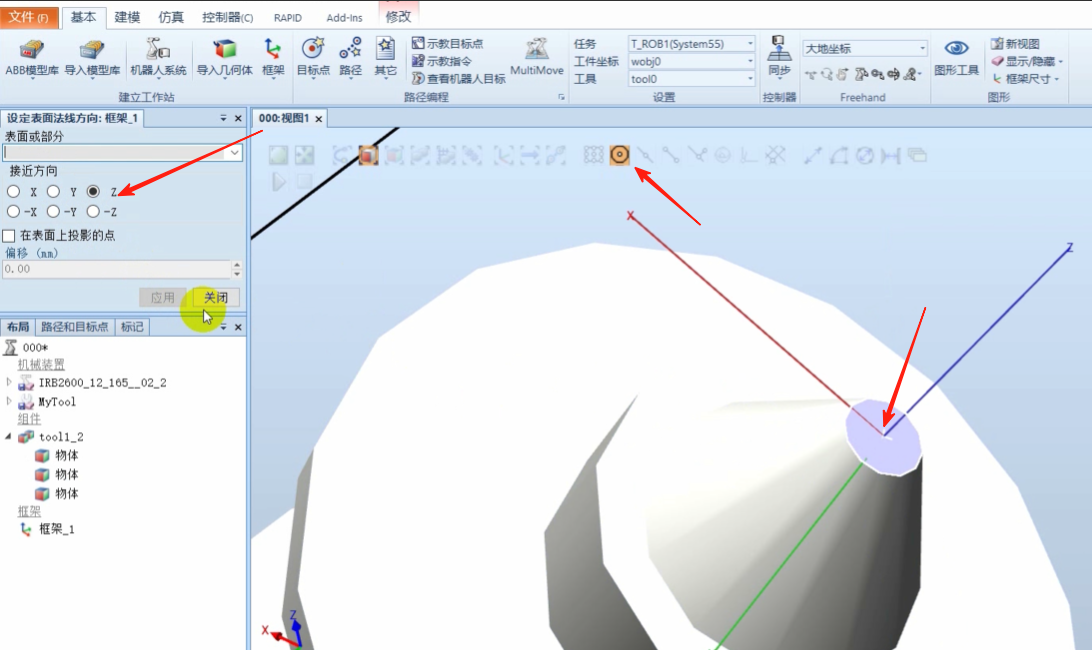 文件(F) 基本 建模 仿真 控制器(C) RAPID Add-Ins 修改
ABB模型库 导入模型库 机器人系统 导入几何体 框架 目标点 路径 其它
示教目标点
示教指令
查看机器人目标
MultiMove
任务 T_ROB1(System55)
工件坐标 wobj0
工具 tool0
同步
大地坐标
图形工具
新视图
显示/隐藏
框架尺寸
建立工作站 路径编程 设置 控制器 Freehand 图形
设定表面法线方向: 框架_1
000:视图1
表面或部分
接近方向
X Y Z
-X -Y -Z
在表面上投影的点
偏移 (mm)
0.00
应用 关闭
布局 路径和目标点 标记
000*
机械装置
IRB2600_12_165__02_2
MyTool
组件
tool1_2
物体
物体
物体
框架
框架_1
X
Z
Z
X